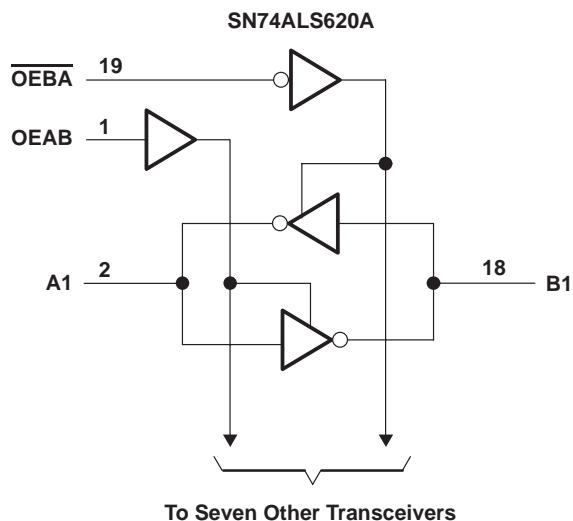 SN74ALS620A
OEBA 19
OEAB 1
A1 2
18 B1
To Seven Other Transceivers